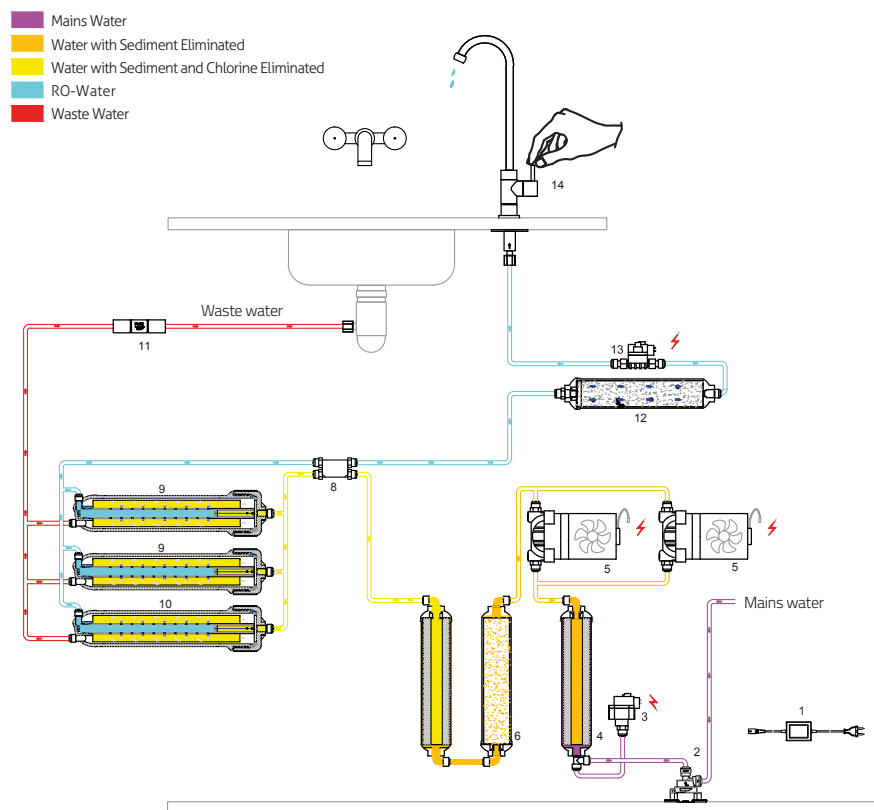 Mains Water
Water with Sediment Eliminated
Water with Sediment and Chlorine Eliminated
RO-Water
Waste Water
14
Waste water
11
13
12
8
9
9
10
5
5
Mains water
6
4
3
2
1